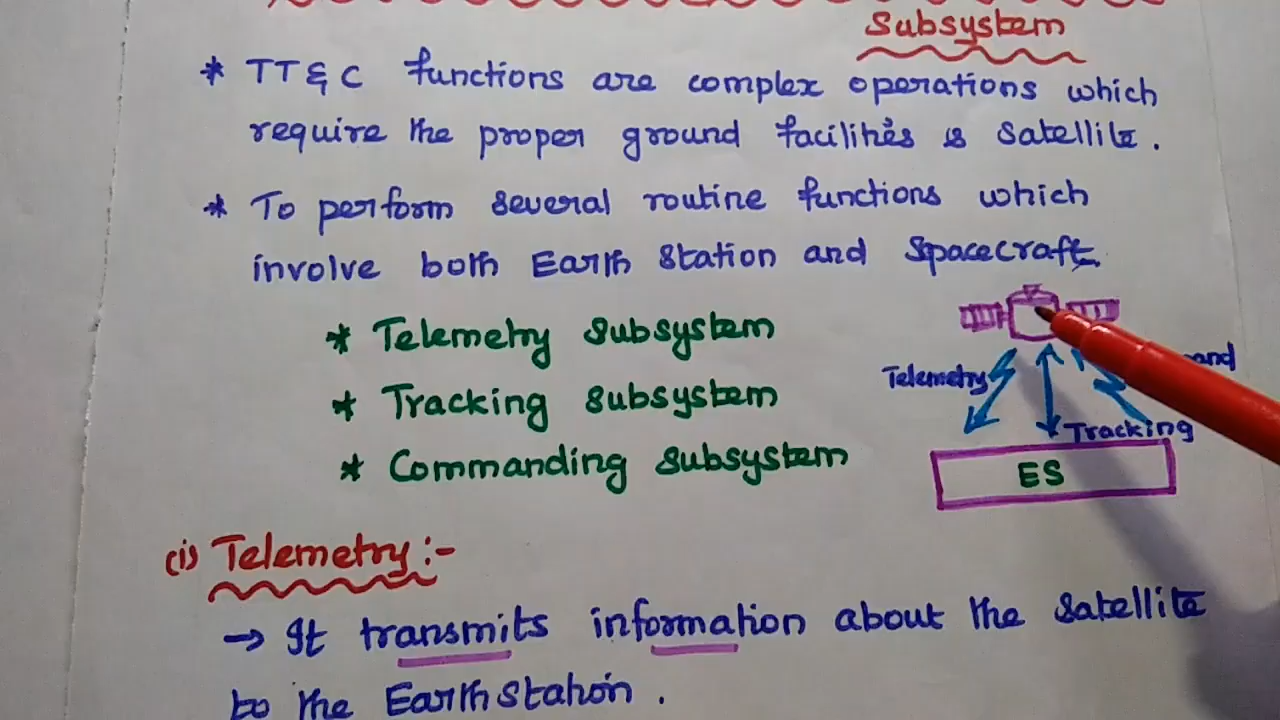 Subsystem
* TT & C functions are complex operations which
require the proper ground facilities & Satellite.
* To perform several routine functions which
involve both Earth Station and Spacecraft
* Telemetry subsystem
* Tracking subsystem
* Commanding subsystem
Telemetry
Tracking
ES
(i) Telemetry :-
→ It transmits information about the satellite
to the Earth Station.